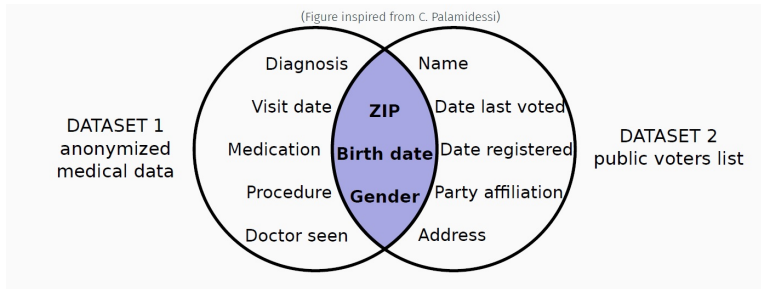 (Figure inspired from C. Palamidessi)
DATASET 1
anonymized
medical data
Diagnosis
Visit date
Medication
Procedure
Doctor seen
ZIP
Birth date
Gender
Name
Date last voted
Date registered
Party affiliation
Address
DATASET 2
public voters list